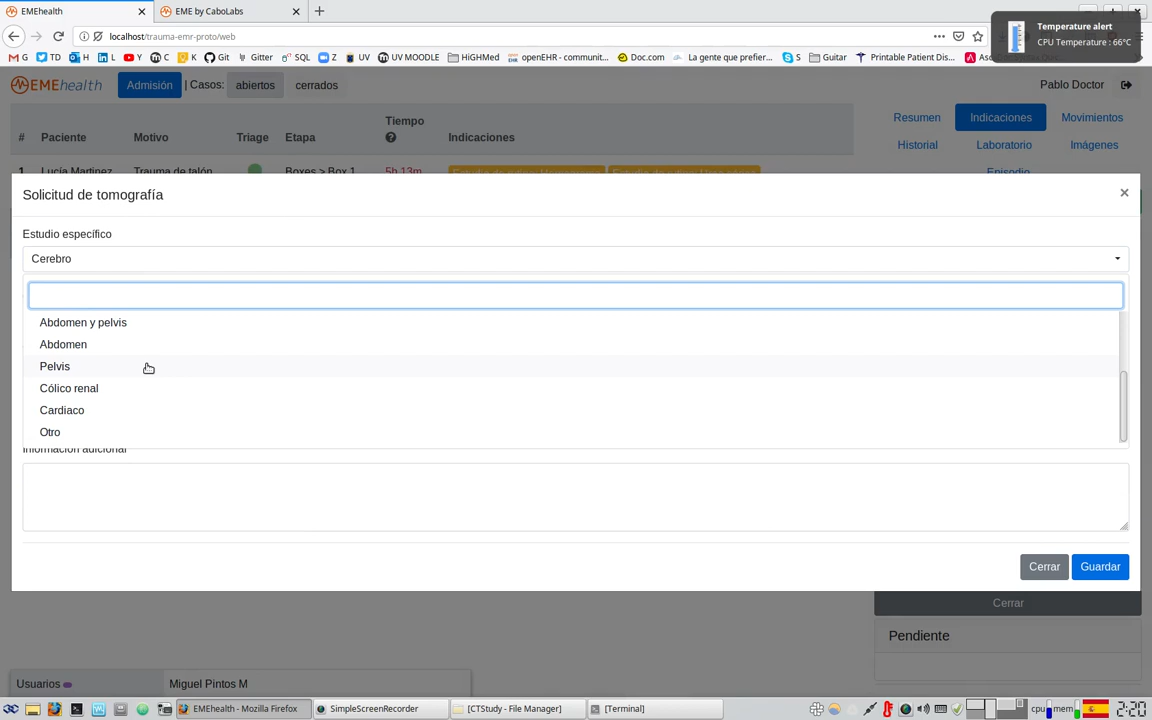 EMEhealth
EME by CaboLabs
localhost/trauma-emr-proto/web
Temperature alert
CPU Temperature : 66°C
G TD H L Y C K Git Gitter SQL Z UV UV MOODLE HiGHMed openEHR - communit... Doc.com La gente que prefier... S Guitar Printable Patient Dis...
EMEhealth Admisión | Casos: abiertos cerrados Pablo Doctor
# Paciente Motivo Triage Etapa Tiempo Indicaciones
Resumen Indicaciones Movimientos
Historial Laboratorio Imágenes
1 Lucía Martinez Trauma de talón Boxes > Box 1 5h 13m
Episodio
Solicitud de tomografía ×
Estudio específico
Cerebro
Abdomen y pelvis
Abdomen
Pelvis
Cólico renal
Cardiaco
Otro
Información adicional
Cerrar Guardar
Cerrar
Pendiente
Usuarios Miguel Pintos M
EMEhealth - Mozilla Firefox SimpleScreenRecorder [CTStudy - File Manager] [Terminal] cpu mem 2:20